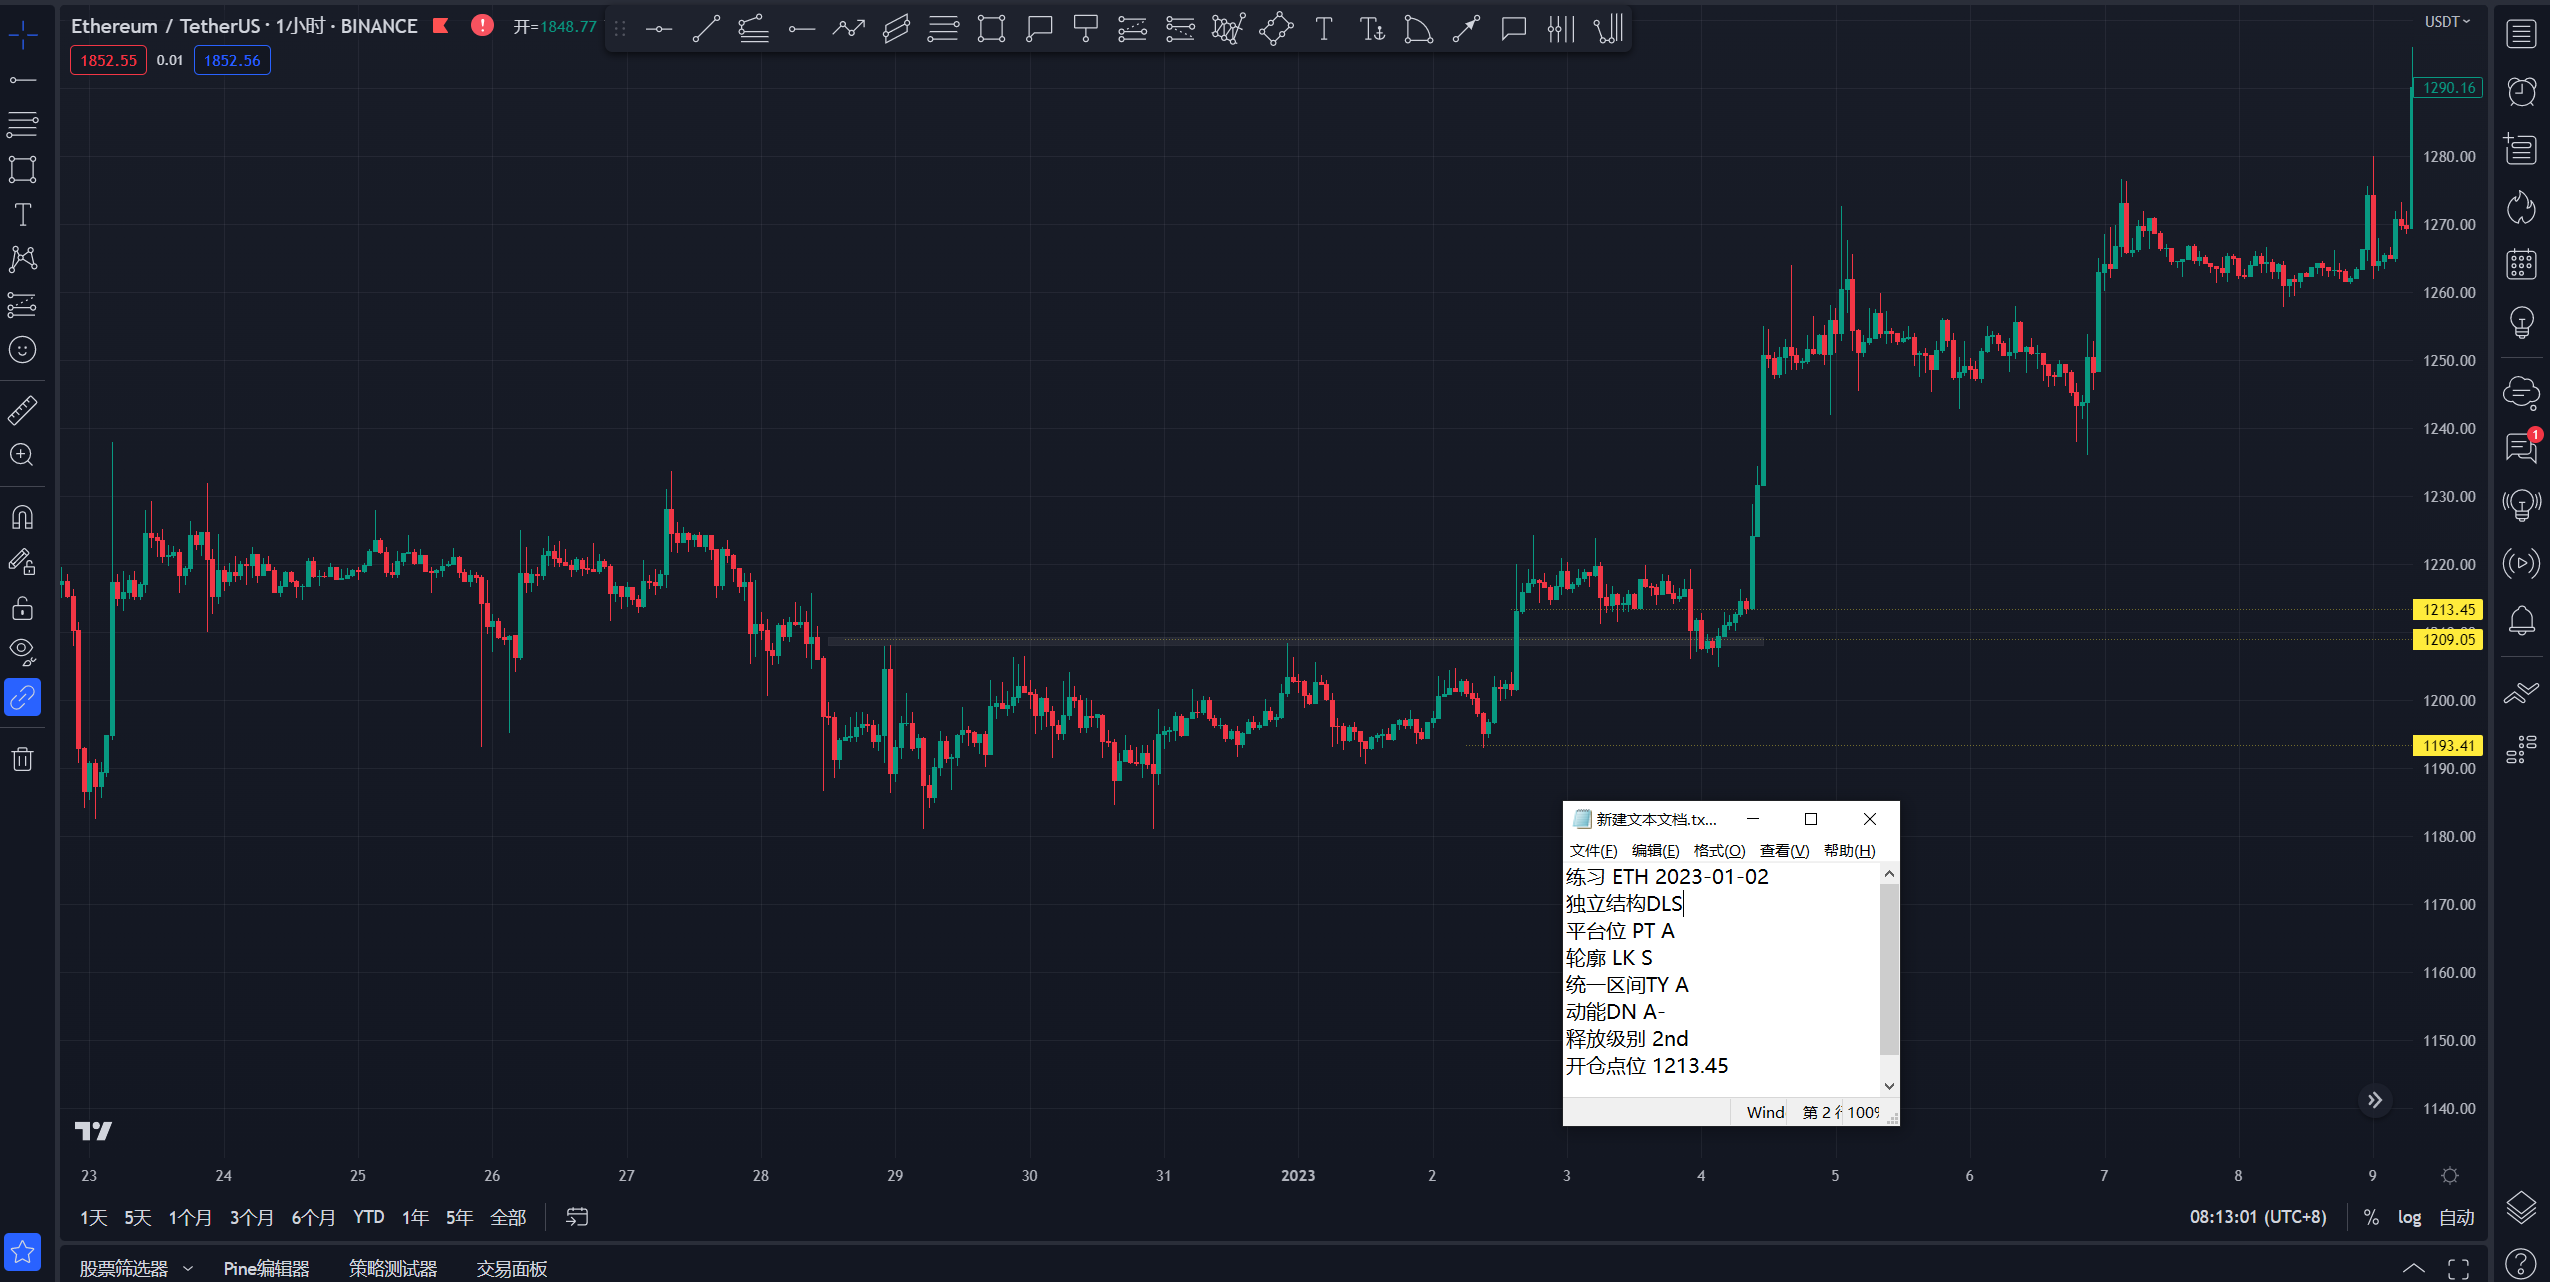 Ethereum / TetherUS · 1小时 · BINANCE
开=1848.77
USDT
1852.55 0.01 1852.56
1290.16
1280.00
1270.00
1260.00
1250.00
1240.00
1230.00
1220.00
1213.45
1209.05
1200.00
1193.41
1190.00
1180.00
1170.00
1160.00
1150.00
1140.00
1
新建文本文档.tx...
文件(F) 编辑(E) 格式(O) 查看(V) 帮助(H)
练习 ETH 2023-01-02
独立结构DLS
平台位 PT A
轮廓 LK S
统一区间TY A
动能DN A-
释放级别 2nd
开仓点位 1213.45
Wind 第 2 行 100%
23 24 25 26 27 28 29 30 31 2023 2 3 4 5 6 7 8 9
1天 5天 1个月 3个月 6个月 YTD 1年 5年 全部
08:13:01 (UTC+8) % log 自动
股票筛选器 Pine编辑器 策略测试器 交易面板